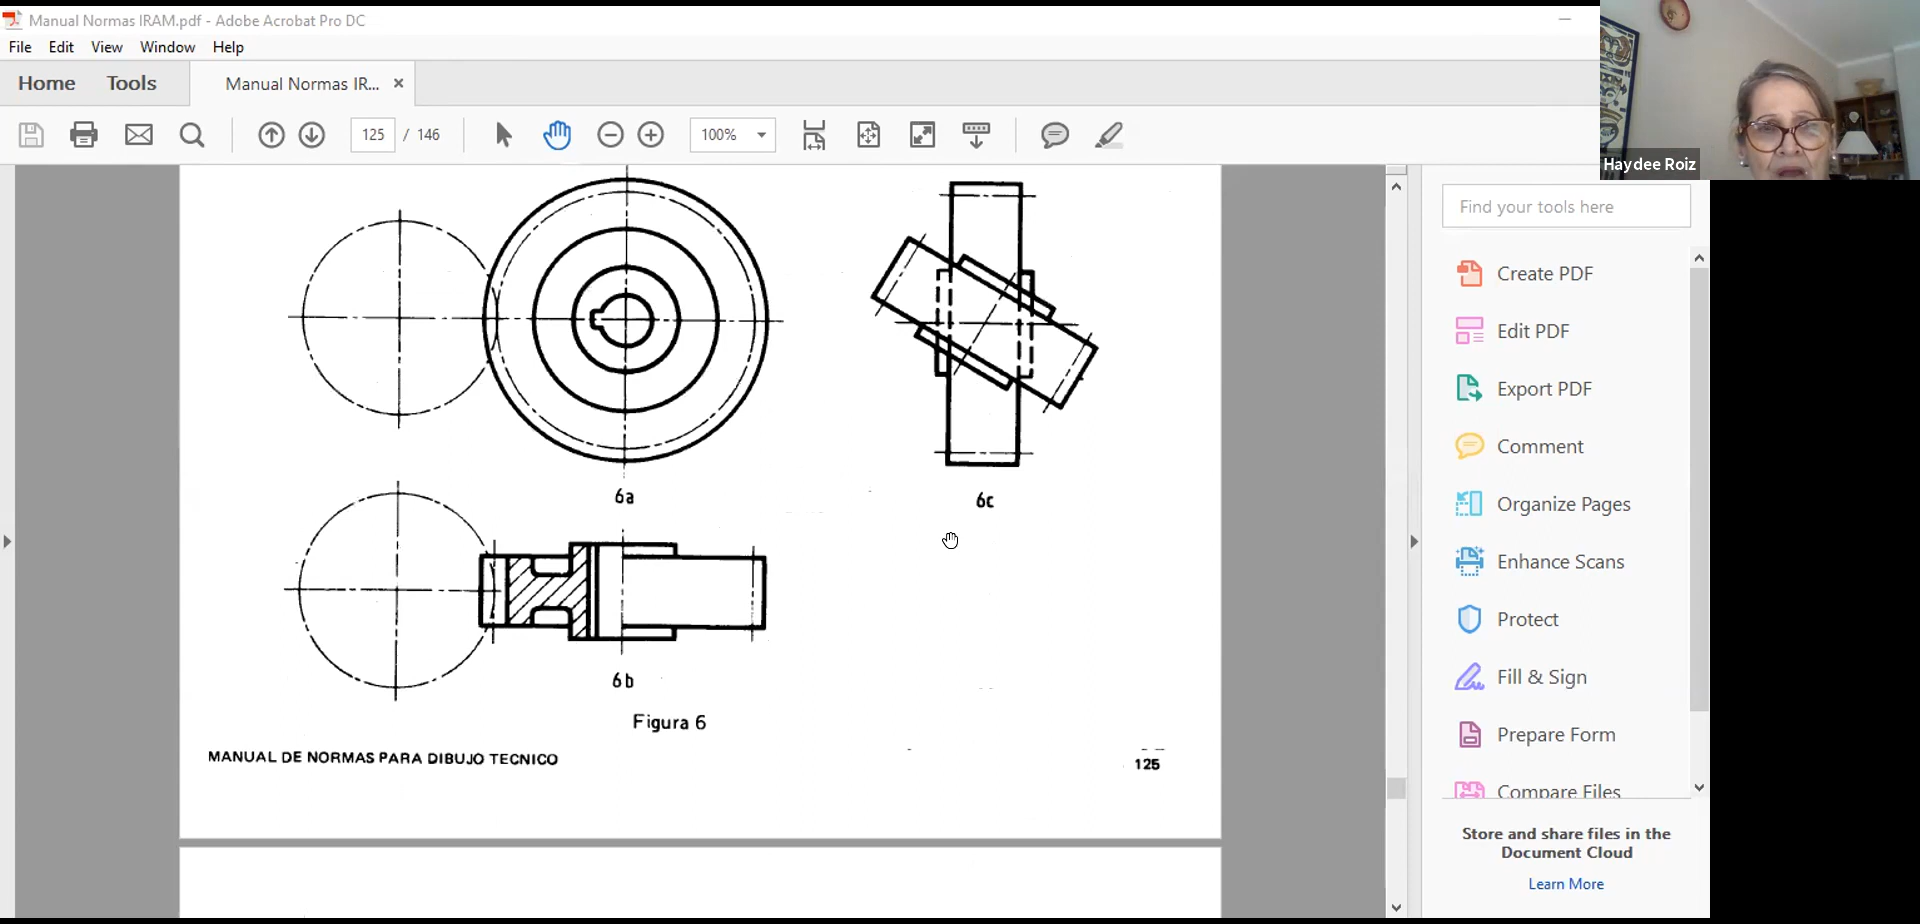 Manual Normas IRAM.pdf - Adobe Acrobat Pro DC
File Edit View Window Help
Home Tools Manual Normas IR... ×
125 / 146 100%
Haydee Roiz
Find your tools here
Create PDF
Edit PDF
Export PDF
Comment
Organize Pages
Enhance Scans
Protect
Fill & Sign
Prepare Form
Compare Files
Store and share files in the
Document Cloud
Learn More
6a
6c
6b
Figura 6
MANUAL DE NORMAS PARA DIBUJO TECNICO 125